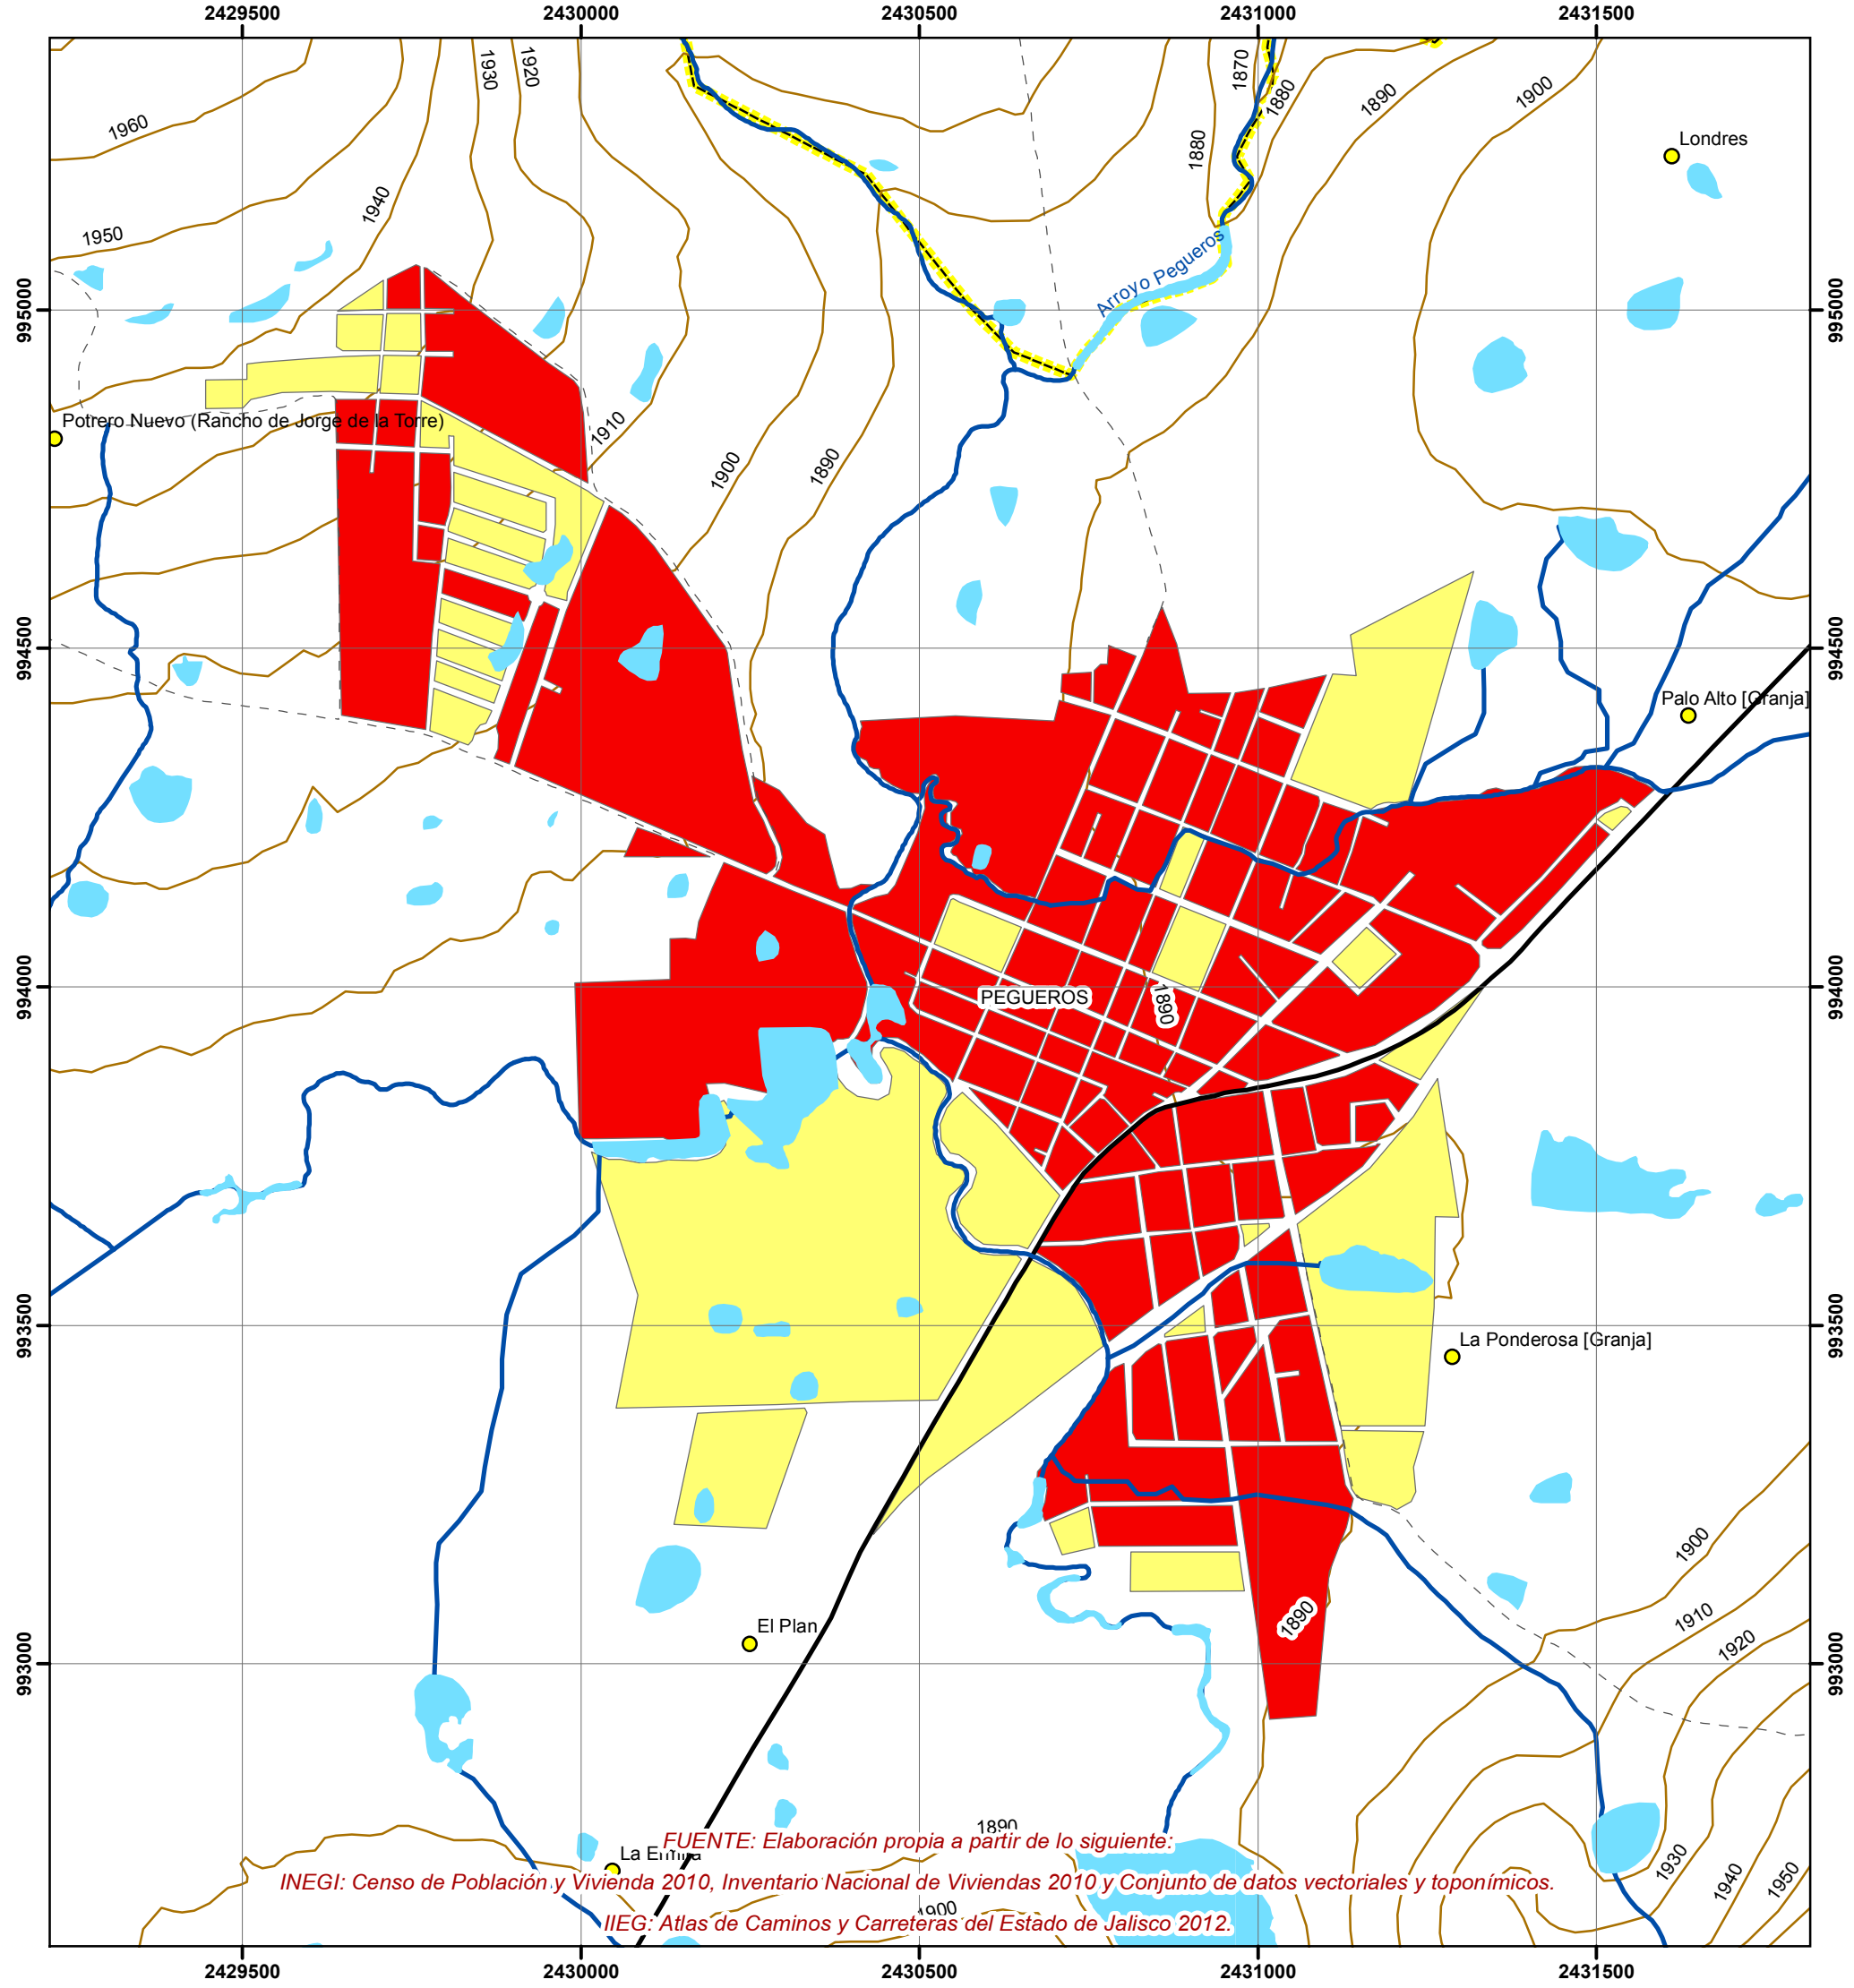 2429500 2430000 2430500 2431000 2431500
1930 1920 1870 1880 1890 1900
1960
Londres
1880
1940
1950
Arroyo Pegueros
995000 995000
Potrero Nuevo (Rancho de Jorge de la Torre)
1910
1900
1890
994500 994500
Palo Alto [Granja]
994000 994000
PEGUEROS
1890
993500 993500
La Ponderosa [Granja]
1900
1910
1890
El Plan
1920
993000 993000
1890
FUENTE: Elaboración propia a partir de lo siguiente:
La Ermita
1930
1940
1950
INEGI: Censo de Población y Vivienda 2010, Inventario Nacional de Viviendas 2010 y Conjunto de datos vectoriales y toponímicos.
1900
IIEG: Atlas de Caminos y Carreteras del Estado de Jalisco 2012.
2429500 2430000 2430500 2431000 2431500